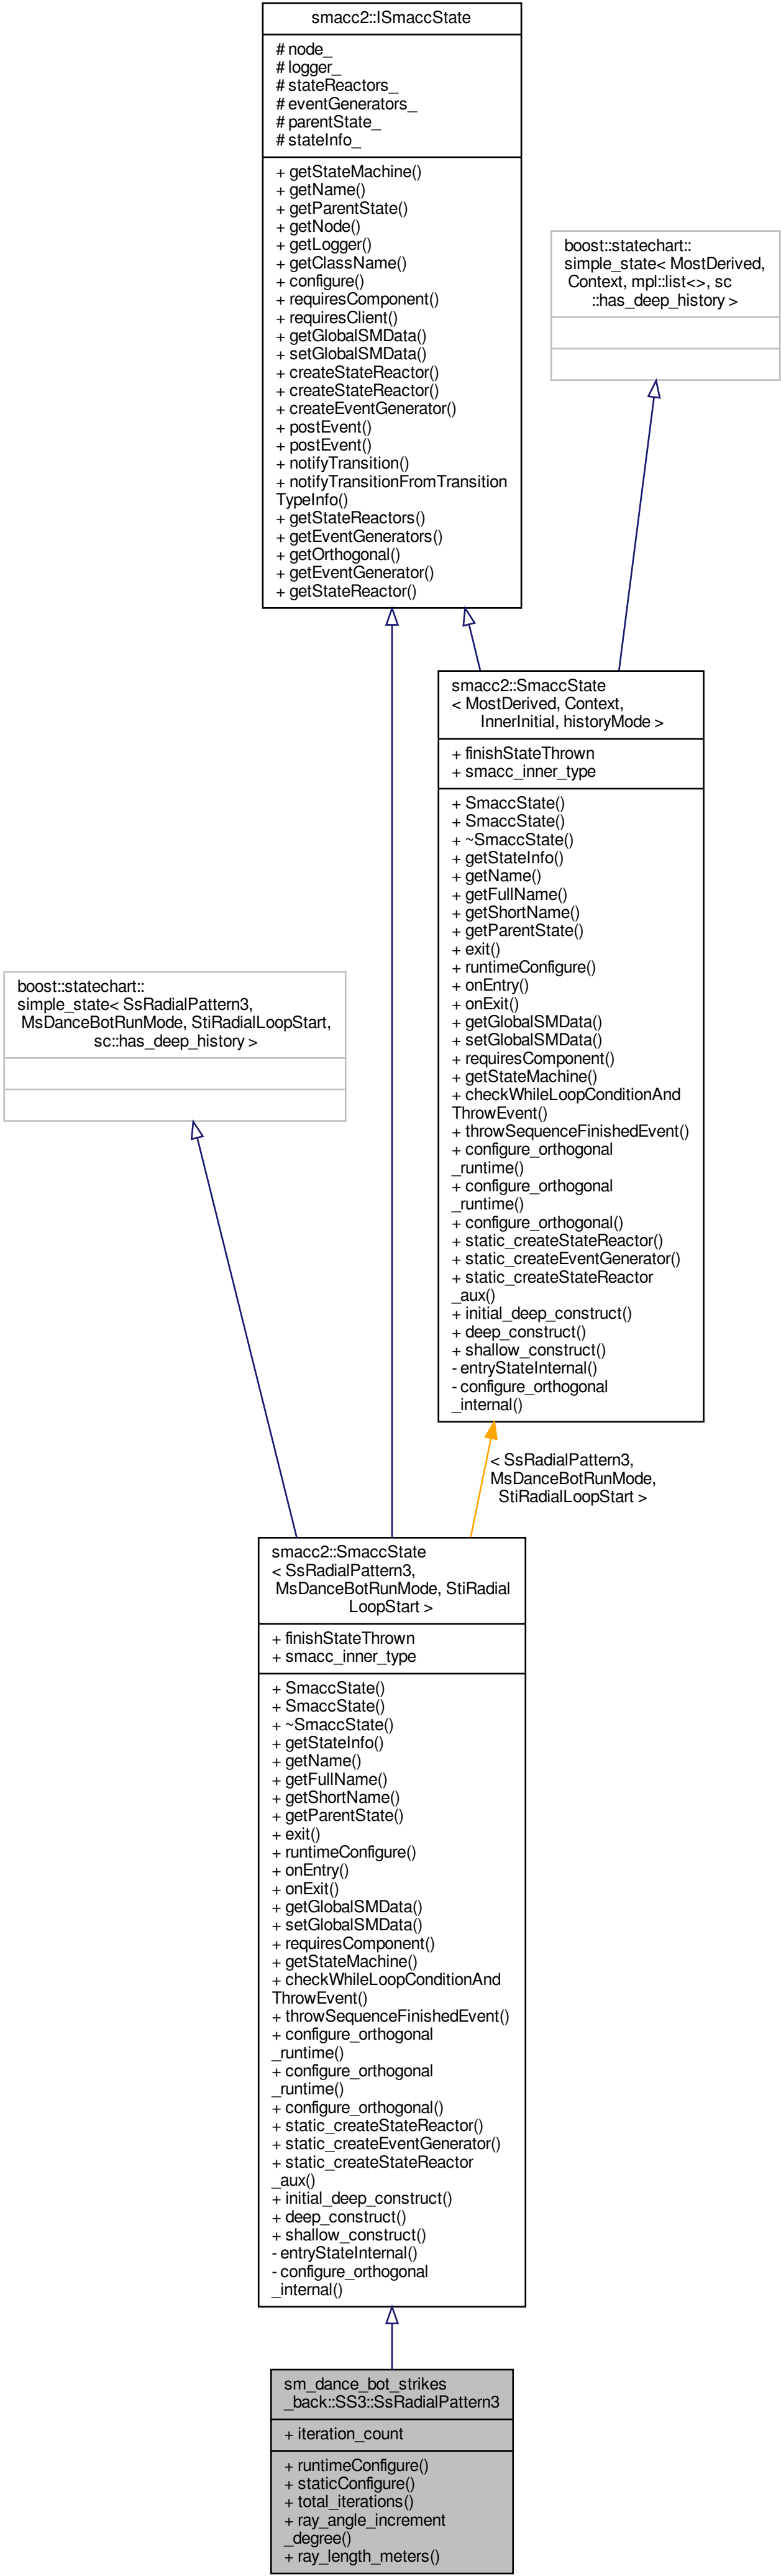 smacc2::ISmaccState
# node_
# logger_
# stateReactors_
# eventGenerators_
# parentState_
# stateInfo_
+ getStateMachine()
+ getName()
+ getParentState()
+ getNode()
+ getLogger()
+ getClassName()
+ configure()
+ requiresComponent()
+ requiresClient()
+ getGlobalSMData()
+ setGlobalSMData()
+ createStateReactor()
+ createStateReactor()
+ createEventGenerator()
+ postEvent()
+ postEvent()
+ notifyTransition()
+ notifyTransitionFromTransition
TypeInfo()
+ getStateReactors()
+ getEventGenerators()
+ getOrthogonal()
+ getEventGenerator()
+ getStateReactor()
boost::statechart::
simple_state< MostDerived,
Context, mpl::list<>, sc
::has_deep_history >
smacc2::SmaccState
< MostDerived, Context,
InnerInitial, historyMode >
+ finishStateThrown
+ smacc_inner_type
+ SmaccState()
+ SmaccState()
+ ~SmaccState()
+ getStateInfo()
+ getName()
+ getFullName()
+ getShortName()
+ getParentState()
+ exit()
+ runtimeConfigure()
+ onEntry()
+ onExit()
+ getGlobalSMData()
+ setGlobalSMData()
+ requiresComponent()
+ getStateMachine()
+ checkWhileLoopConditionAnd
ThrowEvent()
+ throwSequenceFinishedEvent()
+ configure_orthogonal
_runtime()
+ configure_orthogonal
_runtime()
+ configure_orthogonal()
+ static_createStateReactor()
+ static_createEventGenerator()
+ static_createStateReactor
_aux()
+ initial_deep_construct()
+ deep_construct()
+ shallow_construct()
- entryStateInternal()
- configure_orthogonal
_internal()
boost::statechart::
simple_state< SsRadialPattern3,
MsDanceBotRunMode, StiRadialLoopStart,
sc::has_deep_history >
< SsRadialPattern3,
MsDanceBotRunMode,
StiRadialLoopStart >
smacc2::SmaccState
< SsRadialPattern3,
MsDanceBotRunMode, StiRadial
LoopStart >
+ finishStateThrown
+ smacc_inner_type
+ SmaccState()
+ SmaccState()
+ ~SmaccState()
+ getStateInfo()
+ getName()
+ getFullName()
+ getShortName()
+ getParentState()
+ exit()
+ runtimeConfigure()
+ onEntry()
+ onExit()
+ getGlobalSMData()
+ setGlobalSMData()
+ requiresComponent()
+ getStateMachine()
+ checkWhileLoopConditionAnd
ThrowEvent()
+ throwSequenceFinishedEvent()
+ configure_orthogonal
_runtime()
+ configure_orthogonal
_runtime()
+ configure_orthogonal()
+ static_createStateReactor()
+ static_createEventGenerator()
+ static_createStateReactor
_aux()
+ initial_deep_construct()
+ deep_construct()
+ shallow_construct()
- entryStateInternal()
- configure_orthogonal
_internal()
sm_dance_bot_strikes
_back::SS3::SsRadialPattern3
+ iteration_count
+ runtimeConfigure()
+ staticConfigure()
+ total_iterations()
+ ray_angle_increment
_degree()
+ ray_length_meters()